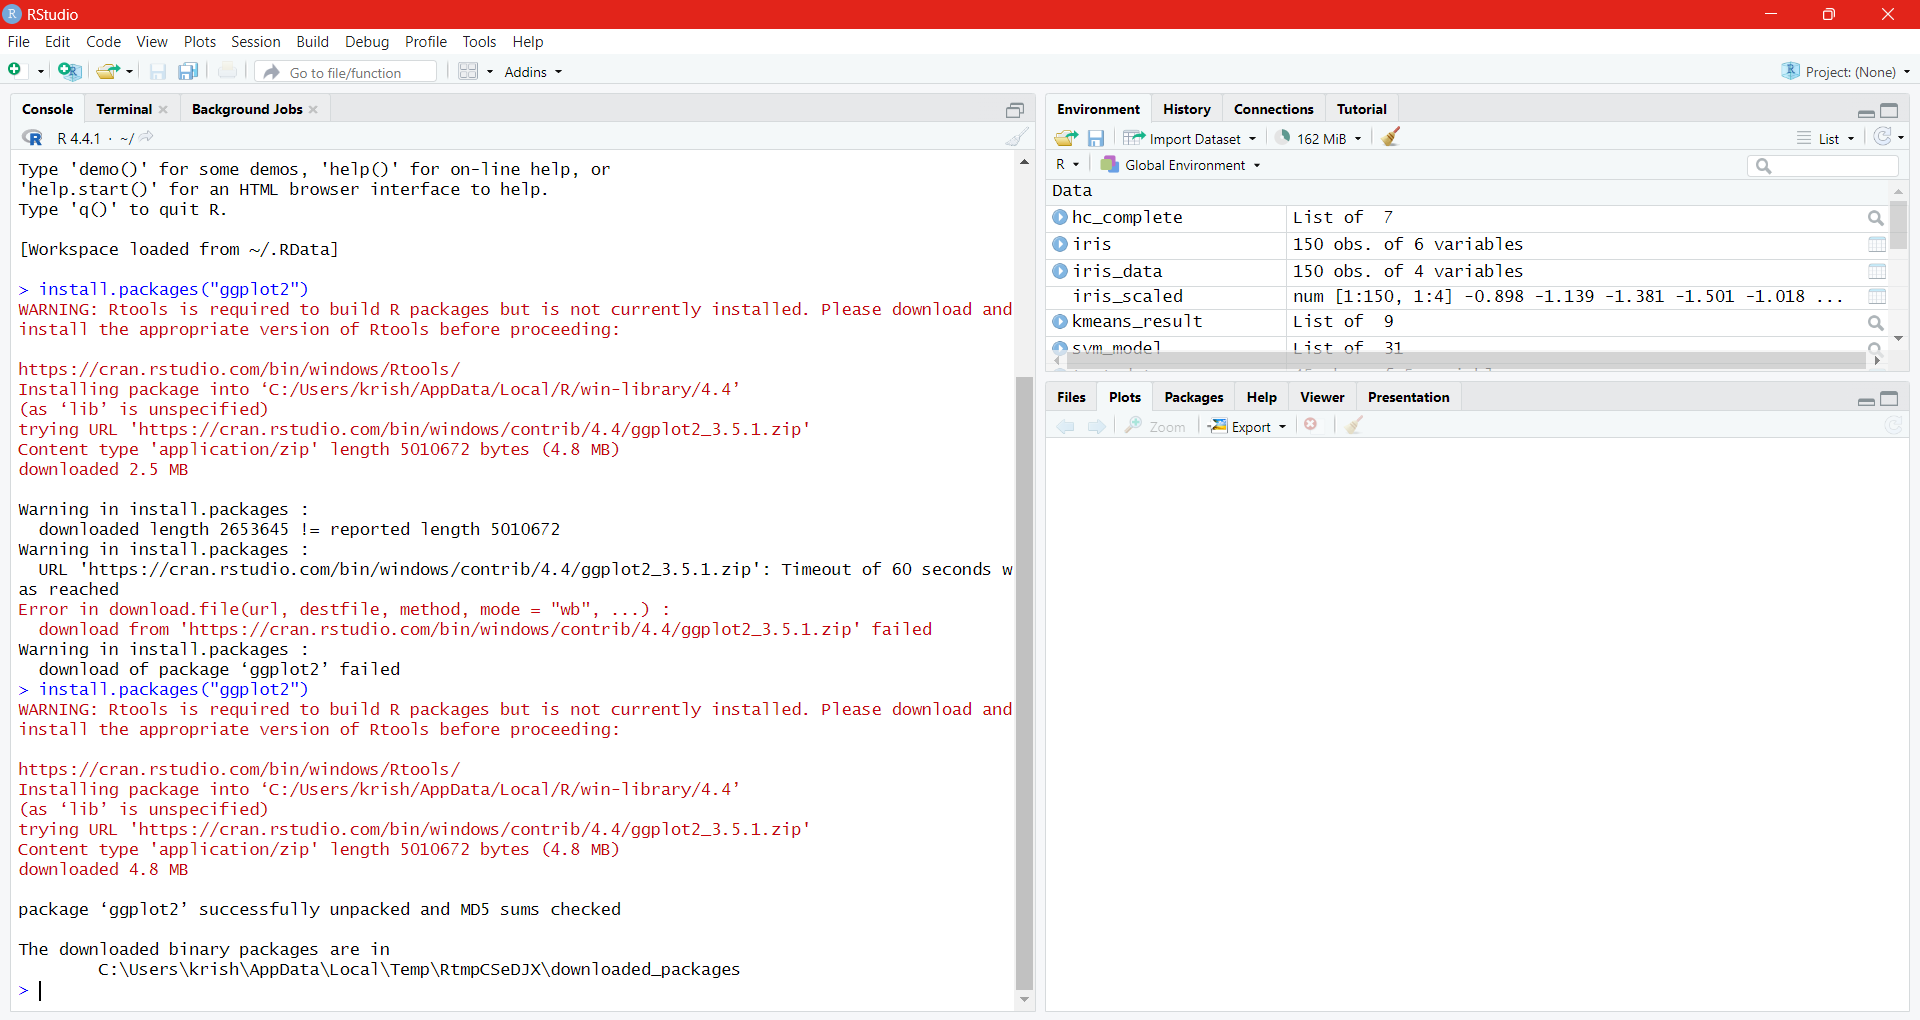 RStudio
File Edit Code View Plots Session Build Debug Profile Tools Help
Go to file/function Addins Project: (None)
Console Terminal Background Jobs
R 4.4.1 · ~/
Type 'demo()' for some demos, 'help()' for on-line help, or
'help.start()' for an HTML browser interface to help.
Type 'q()' to quit R.
[Workspace loaded from ~/.RData]
> install.packages("ggplot2")
WARNING: Rtools is required to build R packages but is not currently installed. Please download and
install the appropriate version of Rtools before proceeding:
https://cran.rstudio.com/bin/windows/Rtools/
Installing package into ‘C:/Users/krish/AppData/Local/R/win-library/4.4’
(as ‘lib’ is unspecified)
trying URL 'https://cran.rstudio.com/bin/windows/contrib/4.4/ggplot2_3.5.1.zip'
Content type 'application/zip' length 5010672 bytes (4.8 MB)
downloaded 2.5 MB
Warning in install.packages :
downloaded length 2653645 != reported length 5010672
Warning in install.packages :
URL 'https://cran.rstudio.com/bin/windows/contrib/4.4/ggplot2_3.5.1.zip': Timeout of 60 seconds w
as reached
Error in download.file(url, destfile, method, mode = "wb", ...) :
download from 'https://cran.rstudio.com/bin/windows/contrib/4.4/ggplot2_3.5.1.zip' failed
Warning in install.packages :
download of package ‘ggplot2’ failed
> install.packages("ggplot2")
WARNING: Rtools is required to build R packages but is not currently installed. Please download and
install the appropriate version of Rtools before proceeding:
https://cran.rstudio.com/bin/windows/Rtools/
Installing package into ‘C:/Users/krish/AppData/Local/R/win-library/4.4’
(as ‘lib’ is unspecified)
trying URL 'https://cran.rstudio.com/bin/windows/contrib/4.4/ggplot2_3.5.1.zip'
Content type 'application/zip' length 5010672 bytes (4.8 MB)
downloaded 4.8 MB
package ‘ggplot2’ successfully unpacked and MD5 sums checked
The downloaded binary packages are in
C:\Users\krish\AppData\Local\Temp\RtmpCSeDJX\downloaded_packages
>
Environment History Connections Tutorial
Import Dataset 162 MiB List
R Global Environment
Data
hc_complete List of 7
iris 150 obs. of 6 variables
iris_data 150 obs. of 4 variables
iris_scaled num [1:150, 1:4] -0.898 -1.139 -1.381 -1.501 -1.018 ...
kmeans_result List of 9
svm_model List of 31
Files Plots Packages Help Viewer Presentation
Zoom Export